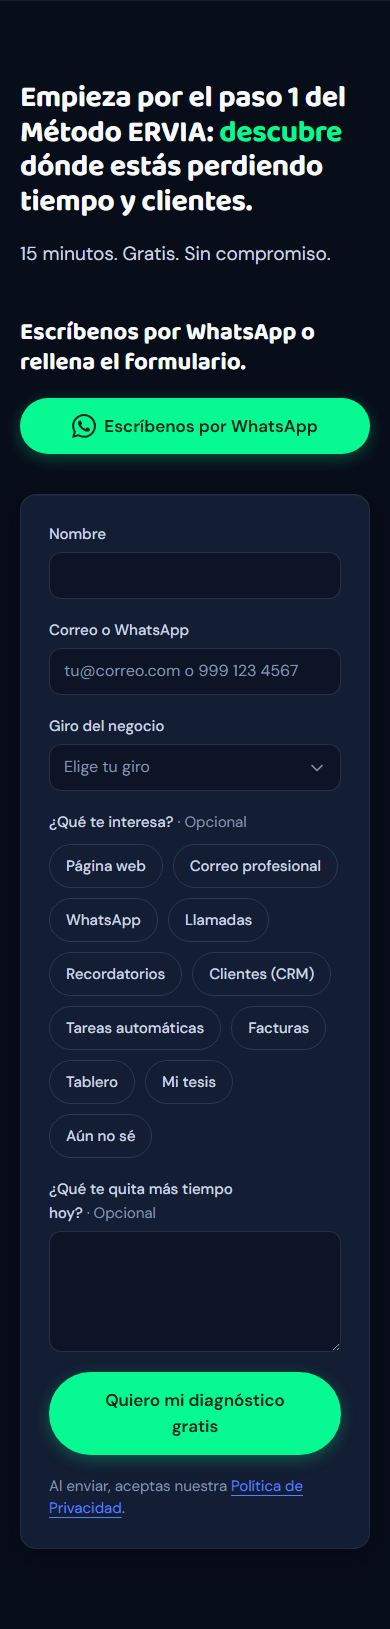 Empieza por el paso 1 del
Método ERVIA: descubre
dónde estás perdiendo
tiempo y clientes.
15 minutos. Gratis. Sin compromiso.
Escríbenos por WhatsApp o
rellena el formulario.
Escríbenos por WhatsApp
Nombre
Correo o WhatsApp
tu@correo.com o 999 123 4567
Giro del negocio
Elige tu giro
¿Qué te interesa? · Opcional
Página web Correo profesional
WhatsApp Llamadas
Recordatorios Clientes (CRM)
Tareas automáticas Facturas
Tablero Mi tesis
Aún no sé
¿Qué te quita más tiempo
hoy? · Opcional
Quiero mi diagnóstico
gratis
Al enviar, aceptas nuestra Política de
Privacidad.